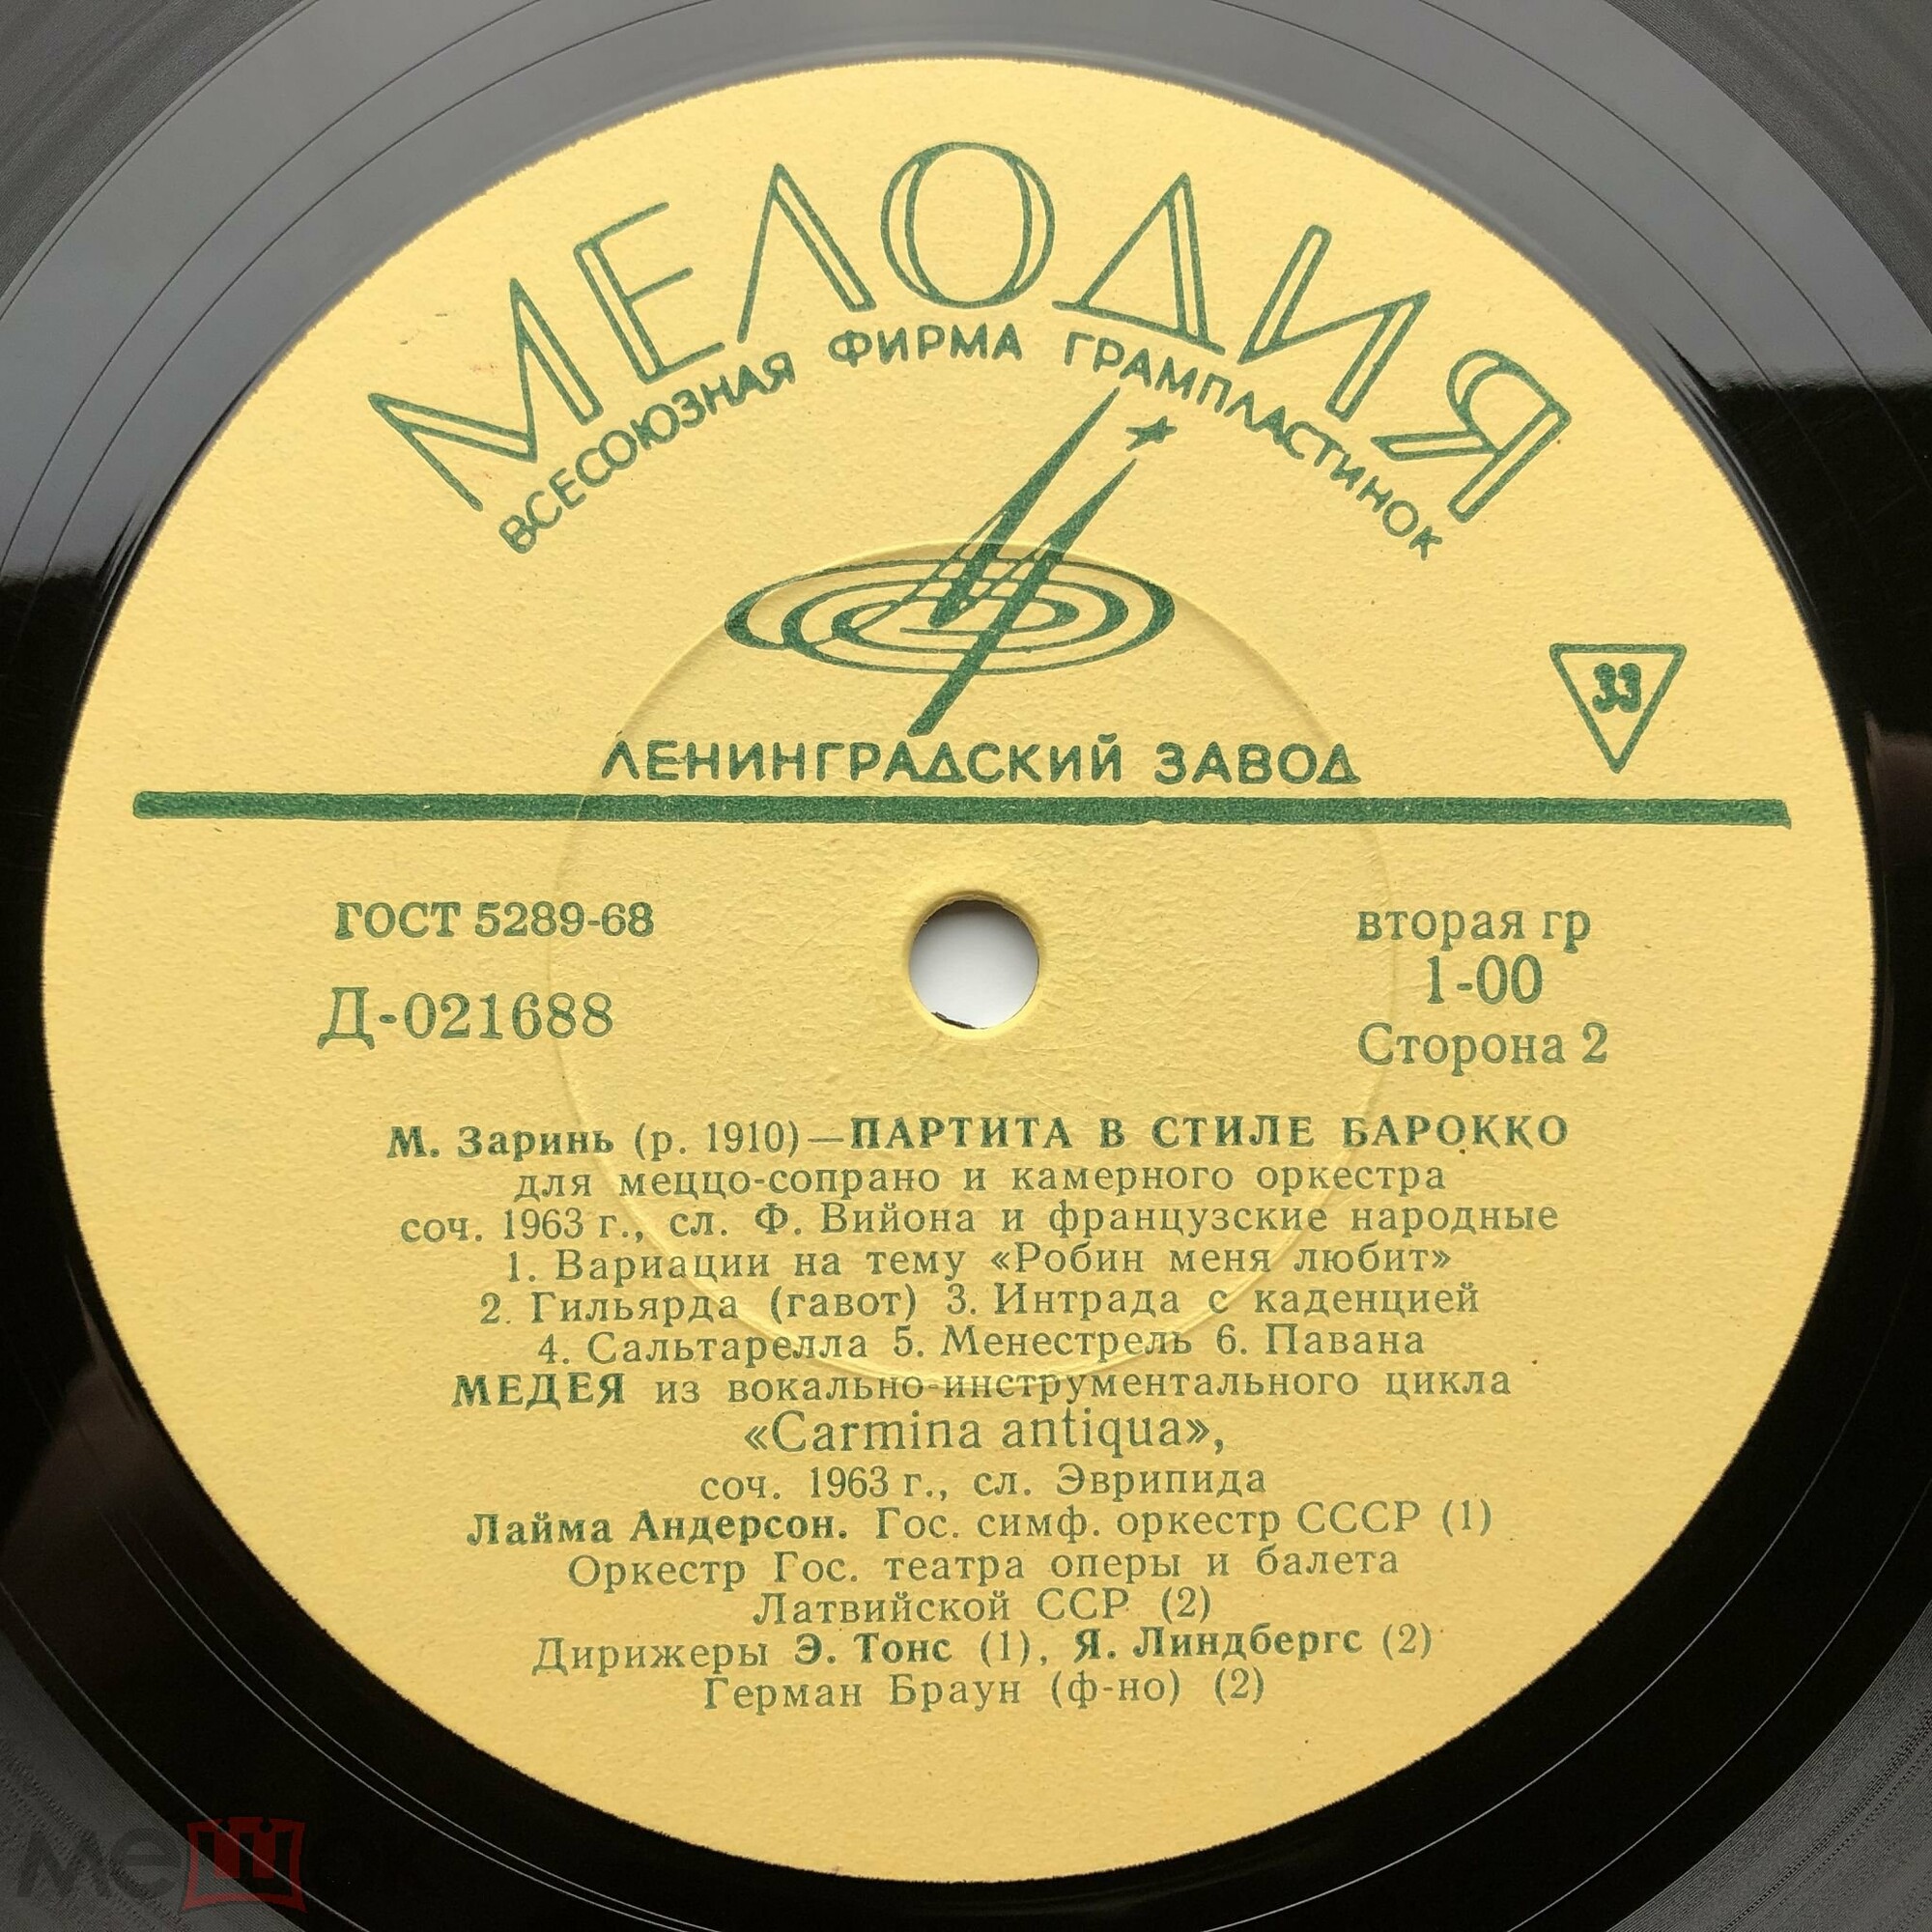 МЕЛОДИЯ
ВСЕСОЮЗНАЯ ФИРМА ГРАМПЛАСТИНОК
33
ЛЕНИНГРАДСКИЙ ЗАВОД
ГОСТ 5289-68
Д-021688
вторая гр
1-00
Сторона 2
М. Заринь (р. 1910)—ПАРТИТА В СТИЛЕ БАРОККО
для меццо-сопрано и камерного оркестра
соч. 1963 г., сл. Ф. Вийона и французские народные
1. Вариации на тему «Робин меня любит»
2. Гильярда (гавот) 3. Интрада с каденцией
4. Сальтарелла 5. Менестрель 6. Павана
МЕДЕЯ из вокально-инструментального цикла
«Carmina antiqua»,
соч. 1963 г., сл. Эврипида
Лайма Андерсон. Гос. симф. оркестр СССР (1)
Оркестр Гос. театра оперы и балета
Латвийской ССР (2)
Дирижеры Э. Тонс (1), Я. Линдбергс (2)
Герман Браун (ф-но) (2)